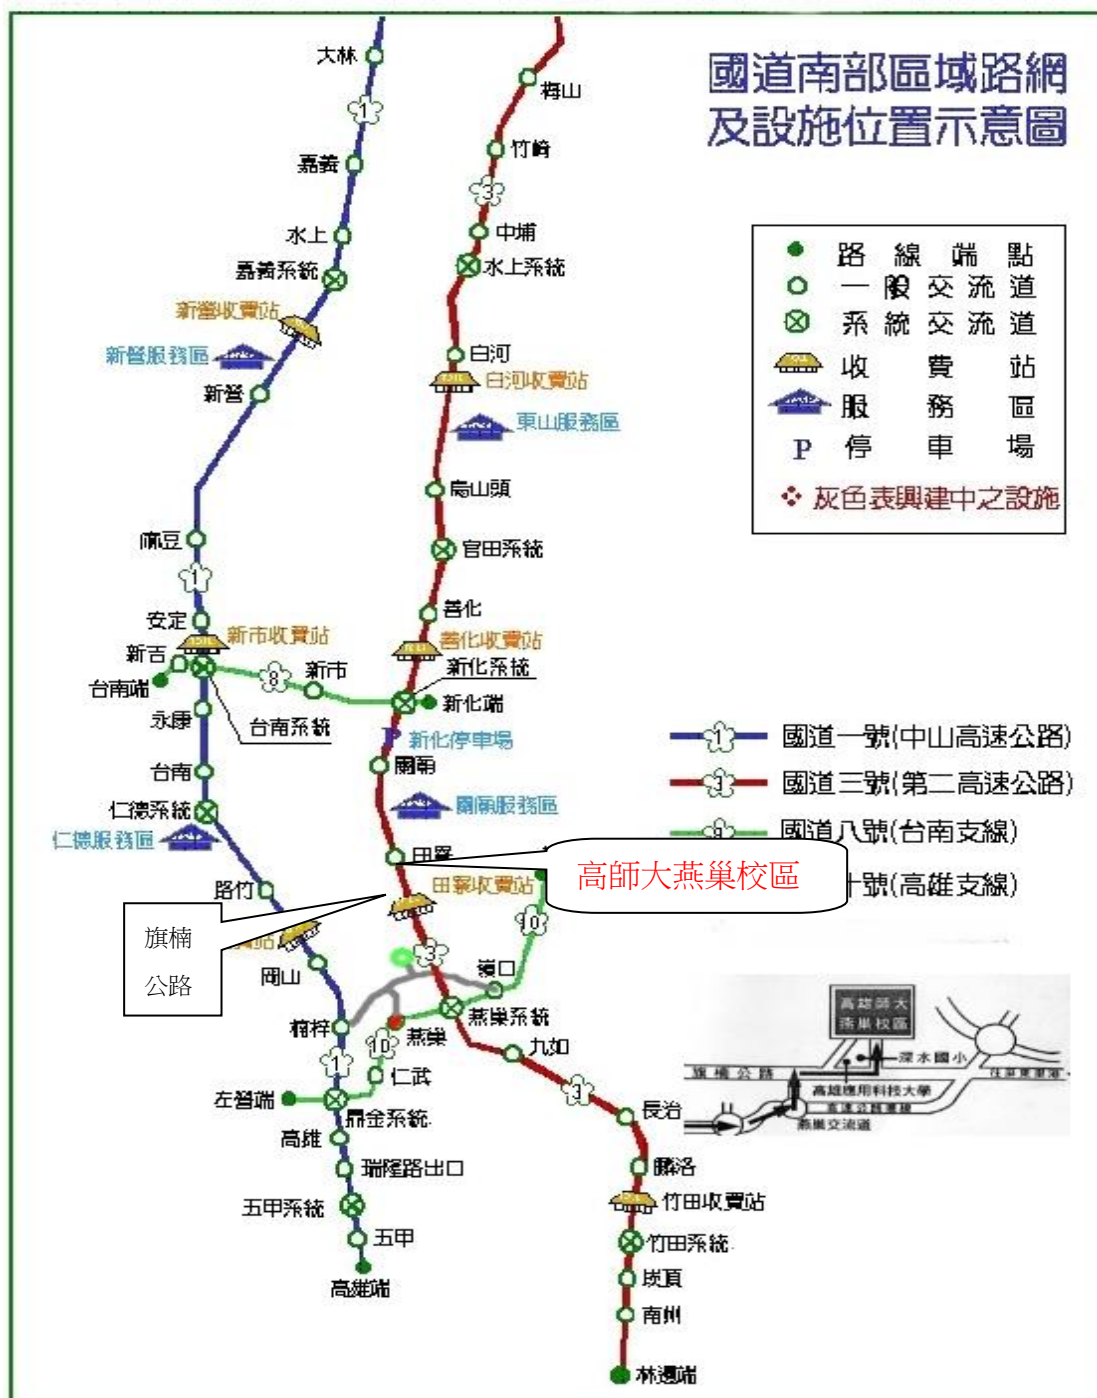 國道南部區域路網
及設施位置示意圖
路線端點
一般交流道
系統交流道
收費站
服務區
P 停車場
灰色表興建中之設施
大林
梅山
1
竹崎
嘉義
3
水上
中埔
嘉義系統
水上系統
新營收費站
新營服務區
白河
白河收費站
新營
東山服務區
烏山頭
麻豆
官田系統
1
安定
善化
新市收費站
善化收費站
新吉
新化系統
台南端
8
新市
新化端
永康
台南系統
P 新化停車場
台南
關廟
仁德系統
關廟服務區
仁德服務區
1 國道一號(中山高速公路)
3 國道三號(第二高速公路)
8 國道八號(台南支線)
十號(高雄支線)
田寮
高師大燕巢校區
田寮收費站
路竹
10
旗楠
公路
岡山
3
嶺口
楠梓
燕巢
燕巢系統
10
1
仁武
九如
左營端
鼎金系統
3
高雄
長治
瑞隆路出口
麟洛
五甲系統
竹田收費站
五甲
竹田系統
高雄端
崁頂
南州
林邊端
高雄師大
燕巢校區
深水國小
旗楠公路
高雄應用科技大學
燕巢交流道